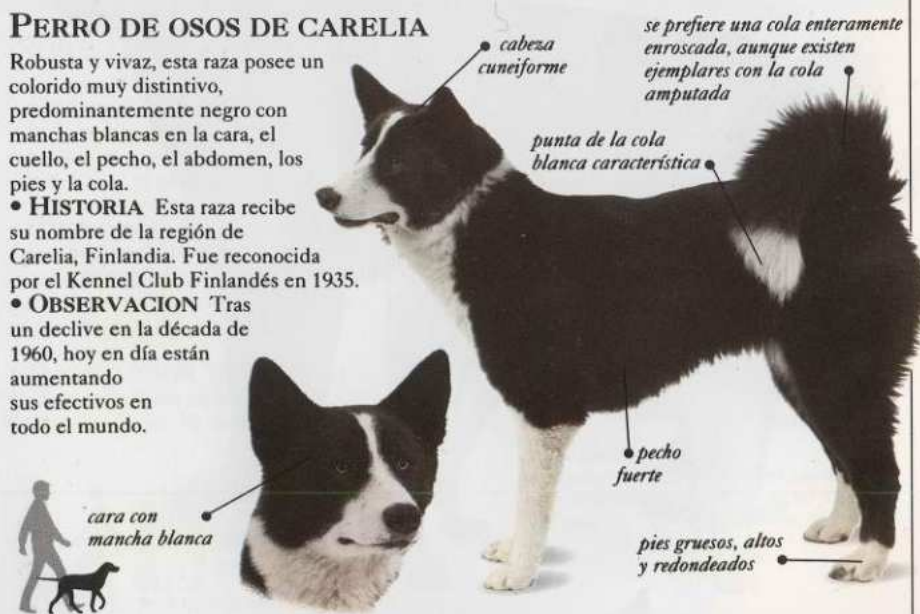 PERRO DE OSOS DE CARELIA
Robusta y vivaz, esta raza posee un
colorido muy distintivo,
predominantemente negro con
manchas blancas en la cara, el
cuello, el pecho, el abdomen, los
pies y la cola.
• HISTORIA Esta raza recibe
su nombre de la región de
Carelia, Finlandia. Fue reconocida
por el Kennel Club Finlandés en 1935.
• OBSERVACION Tras
un declive en la década de
1960, hoy en día están
aumentando
sus efectivos en
todo el mundo.
cabeza
cuneiforme
se prefiere una cola enteramente
enroscada, aunque existen
ejemplares con la cola
amputada
punta de la cola
blanca característica
pecho
fuerte
cara con
mancha blanca
pies gruesos, altos
y redondeados